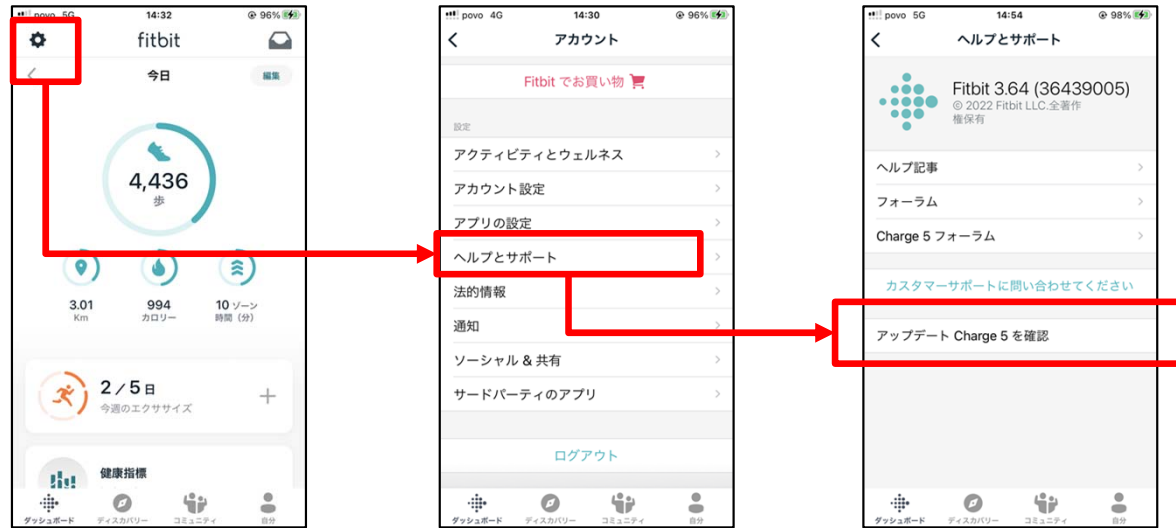 povo 5G
14:32
96%
fitbit
今日
編集
4,436
歩
3.01
Km
994
カロリー
10 ゾーン
時間（分）
2 / 5 日
今週のエクササイズ
健康指標
ダッシュボード
ディスカバリー
コミュニティ
自分
povo 4G
14:30
96%
アカウント
Fitbit でお買い物
設定
アクティビティとウェルネス
アカウント設定
アプリの設定
ヘルプとサポート
法的情報
通知
ソーシャル & 共有
サードパーティのアプリ
ログアウト
ダッシュボード
ディスカバリー
コミュニティ
自分
povo 5G
14:54
98%
ヘルプとサポート
Fitbit 3.64 (36439005)
© 2022 Fitbit LLC.全著作
権保有
ヘルプ記事
フォーラム
Charge 5 フォーラム
カスタマーサポートに問い合わせてください
アップデート Charge 5 を確認
ダッシュボード
ディスカバリー
コミュニティ
自分